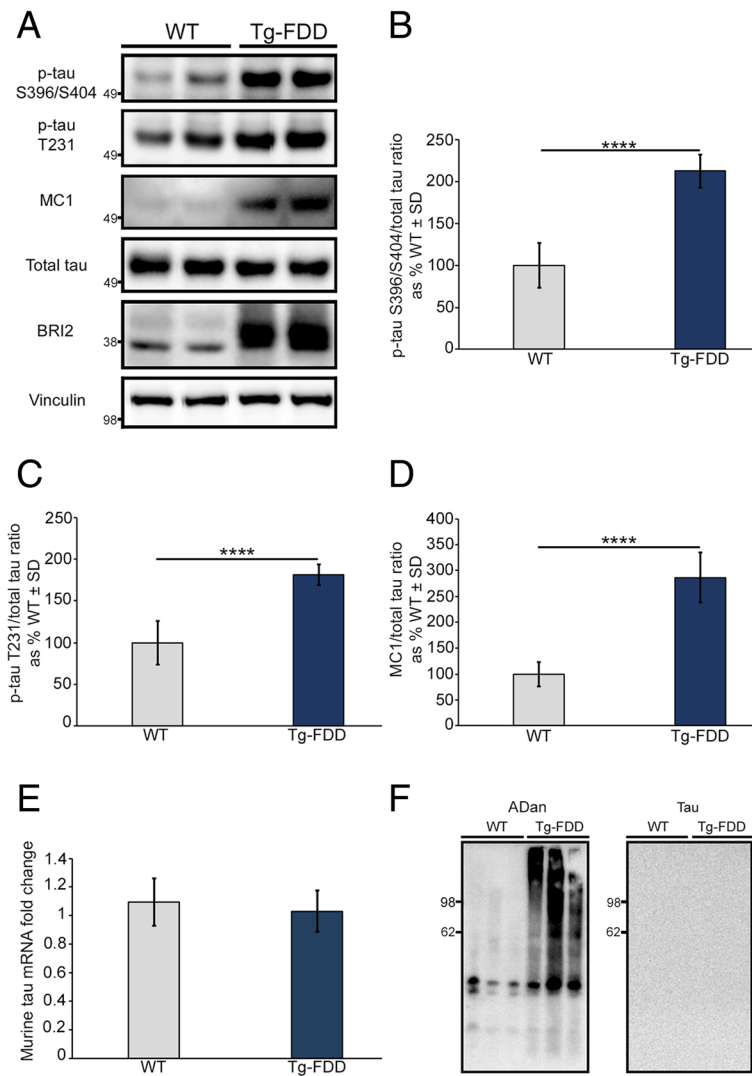 A
WT
Tg-FDD
p-tau
S396/S404
49
p-tau
T231
49
MC1
49
Total tau
49
BRI2
38
Vinculin
98
B
p-tau S396/S404/total tau ratio
as % WT ± SD
250
200
150
100
50
0
****
WT
Tg-FDD
C
p-tau T231/total tau ratio
as % WT ± SD
250
200
150
100
50
0
****
WT
Tg-FDD
D
MC1/total tau ratio
as % WT ± SD
400
350
300
250
200
150
100
50
0
****
WT
Tg-FDD
E
Murine tau mRNA fold change
1.4
1.2
1
0.8
0.6
0.4
0.2
0
WT
Tg-FDD
F
ADan
WT
Tg-FDD
98
62
Tau
WT
Tg-FDD
98
62